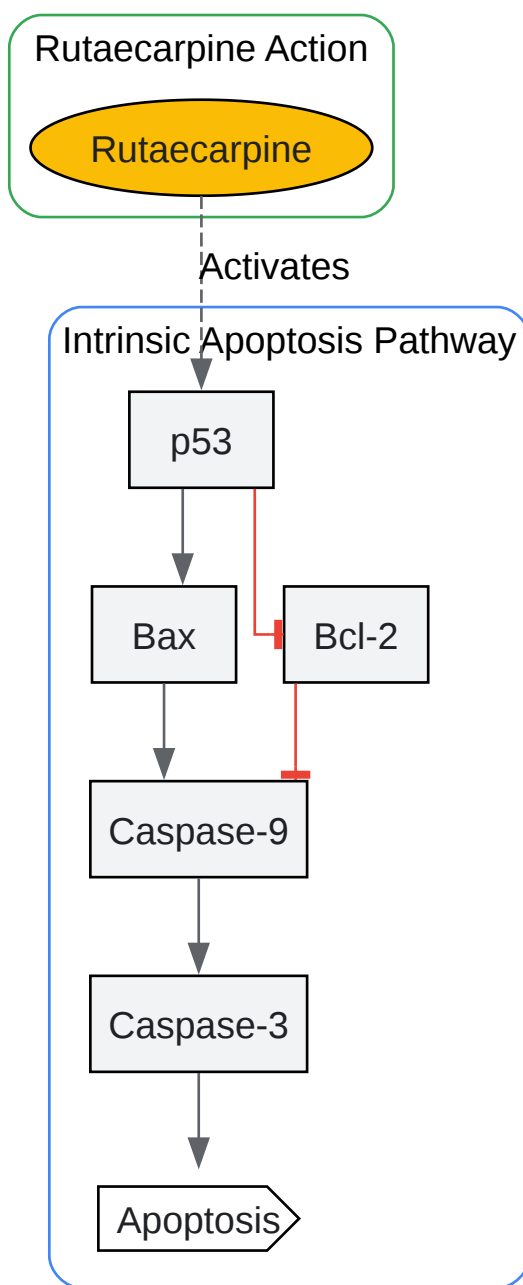 Rutaecarpine Action
Rutaecarpine
Activates
Intrinsic Apoptosis Pathway
p53
Bax
Bcl-2
Caspase-9
Caspase-3
Apoptosis